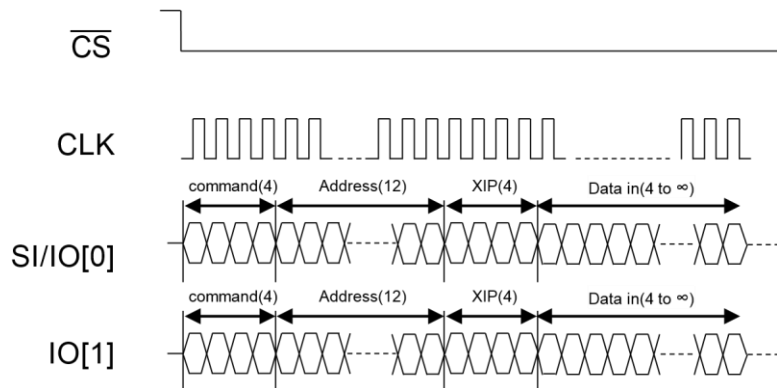 CS
CLK
command(4) Address(12) XIP(4) Data in(4 to ∞)
SI/IO[0]
command(4) Address(12) XIP(4) Data in(4 to ∞)
IO[1]